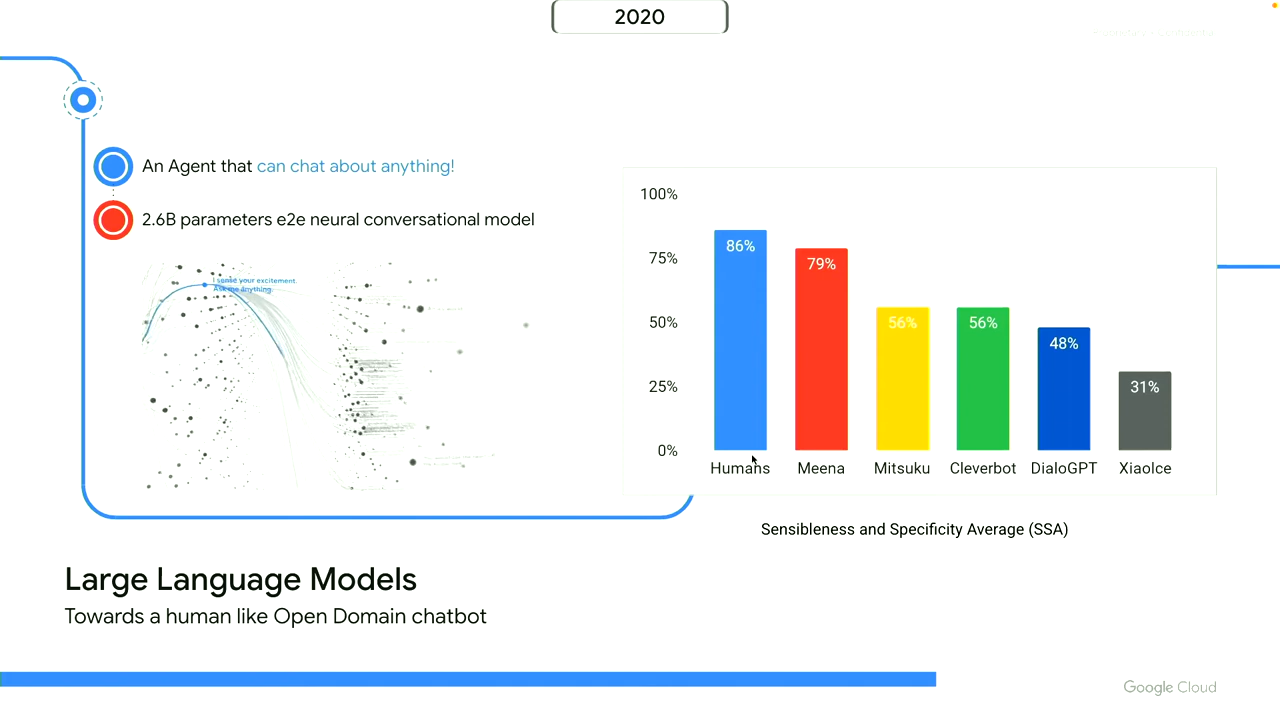 2020
An Agent that can chat about anything!
2.6B parameters e2e neural conversational model
I sense your excitement.
Ask me anything.
100%
75%
50%
25%
0%
86%
79%
56%
56%
48%
31%
Humans Meena Mitsuku Cleverbot DialoGPT XiaoIce
Sensibleness and Specificity Average (SSA)
Large Language Models
Towards a human like Open Domain chatbot
Google Cloud